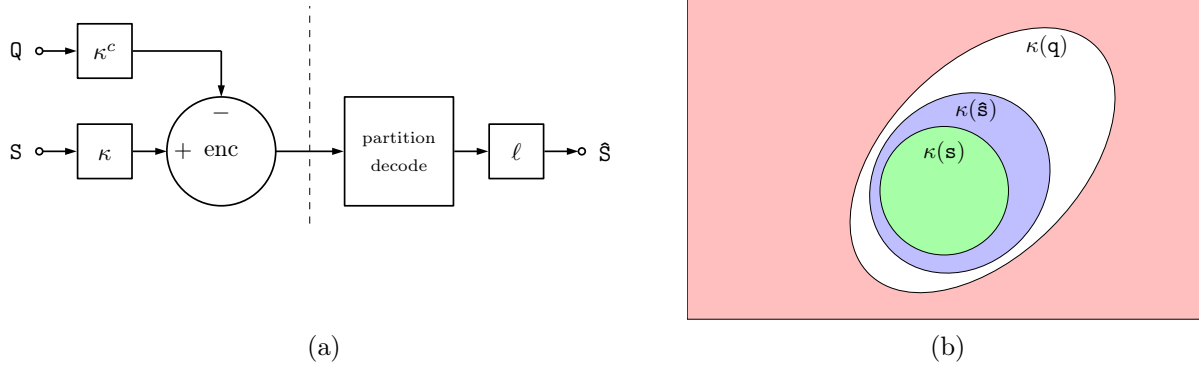 Q κ^c
−
S κ + enc
partition
decode
ℓ Ŝ
(a)
κ(q)
κ(ŝ)
κ(s)
(b)